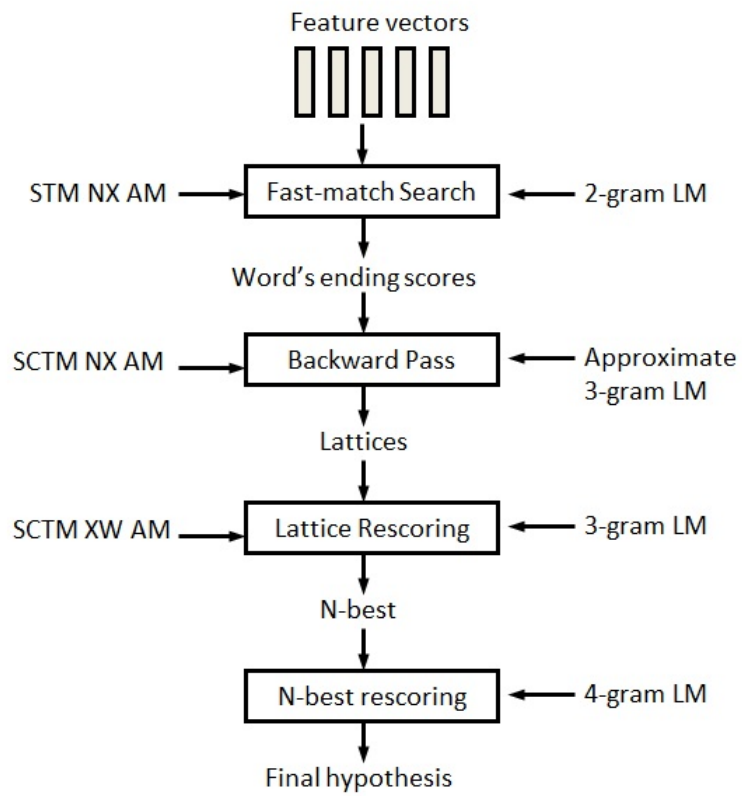 Feature vectors
STM NX AM
Fast-match Search
2-gram LM
Word's ending scores
SCTM NX AM
Backward Pass
Approximate
3-gram LM
Lattices
SCTM XW AM
Lattice Rescoring
3-gram LM
N-best
N-best rescoring
4-gram LM
Final hypothesis